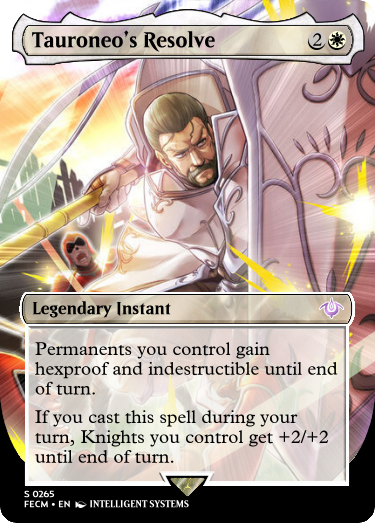 Tauroneo's Resolve 2
Legendary Instant
Permanents you control gain
hexproof and indestructible until end
of turn.
If you cast this spell during your
turn, Knights you control get +2/+2
until end of turn.
S 0265
FECM • EN INTELLIGENT SYSTEMS